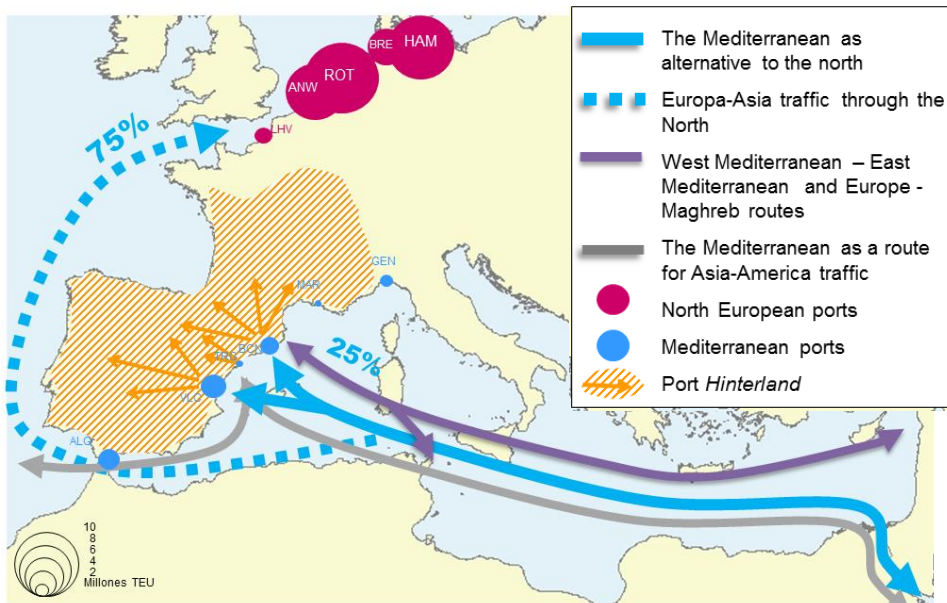 BRE
HAM
ROT
ANW
LHV
75%
GEN
MAR
BCN
TRG
25%
VLC
ALG
10
8
6
4
2
Millones TEU
The Mediterranean as
alternative to the north
Europa-Asia traffic through the
North
West Mediterranean – East
Mediterranean and Europe -
Maghreb routes
The Mediterranean as a route
for Asia-America traffic
North European ports
Mediterranean ports
Port Hinterland